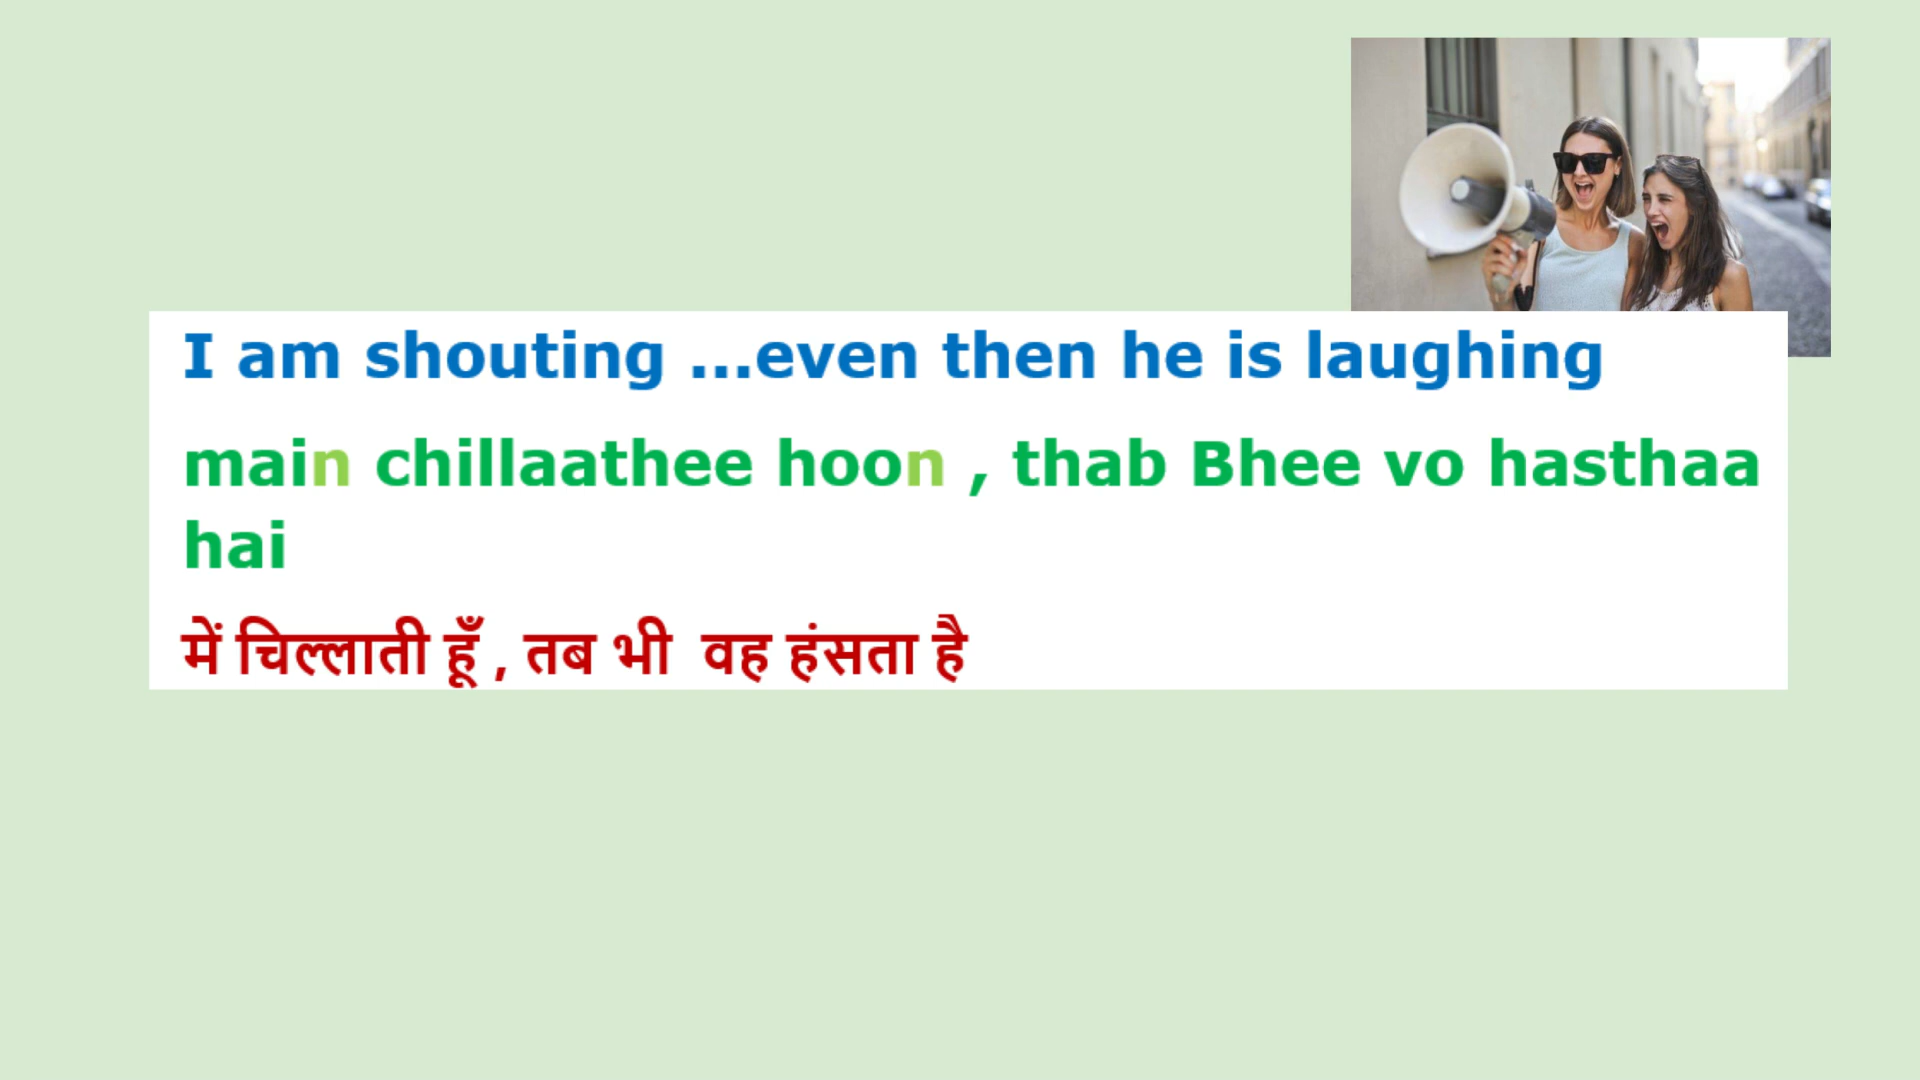 I am shouting ...even then he is laughing
main chillaathee hoon , thab Bhee vo hasthaa
hai
में चिल्लाती हूँ , तब भी वह हंसता है